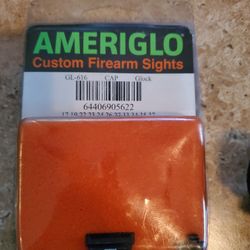 AMERIGLO
Custom Firearm Sights
GL-616 CAP Glock
64406905622